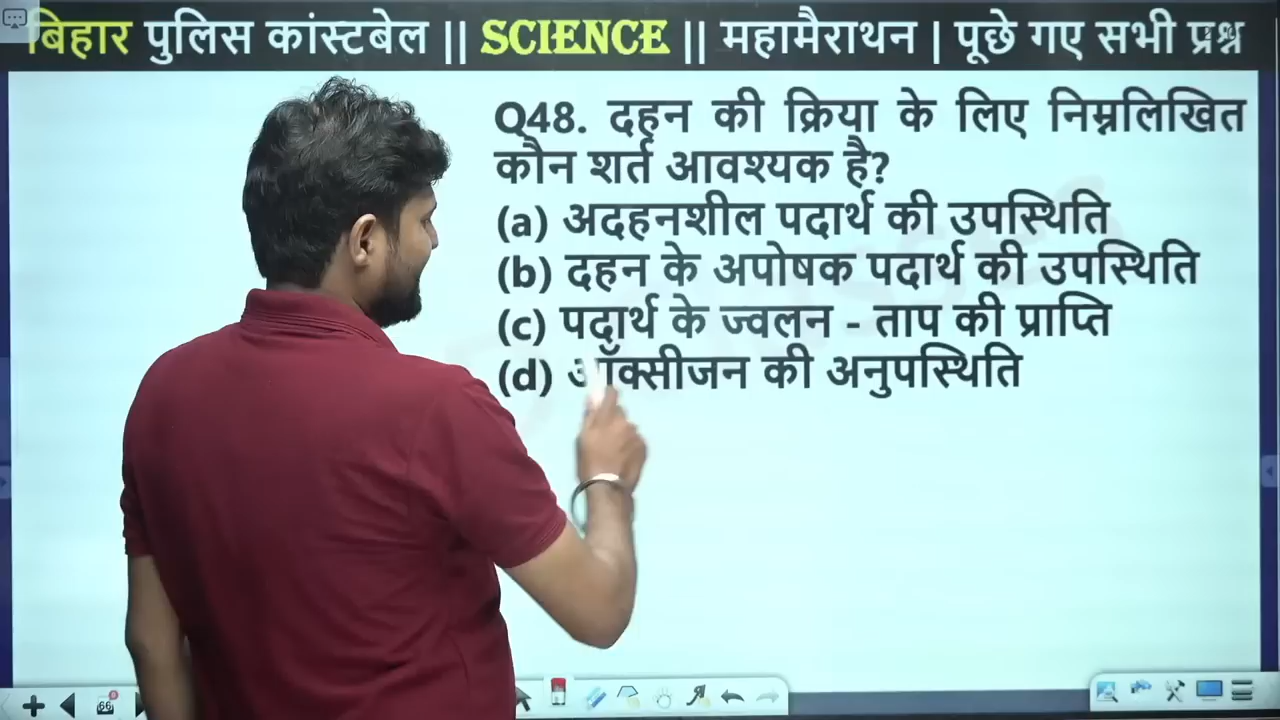 बिहार पुलिस कांस्टबेल || SCIENCE || महामैराथन | पूछे गए सभी प्रश्न
Q48. दहन की क्रिया के लिए निम्नलिखित
कौन शर्त आवश्यक है?
(a) अदहनशील पदार्थ की उपस्थिति
(b) दहन के अपोषक पदार्थ की उपस्थिति
(c) पदार्थ के ज्वलन - ताप की प्राप्ति
(d) ऑक्सीजन की अनुपस्थिति
66